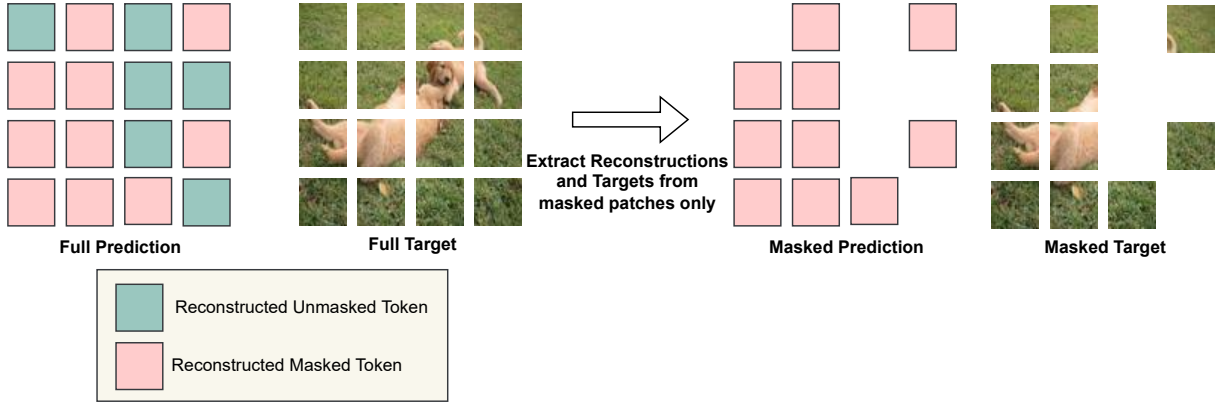 Extract Reconstructions
and Targets from
masked patches only
Full Prediction
Full Target
Masked Prediction
Masked Target
Reconstructed Unmasked Token
Reconstructed Masked Token